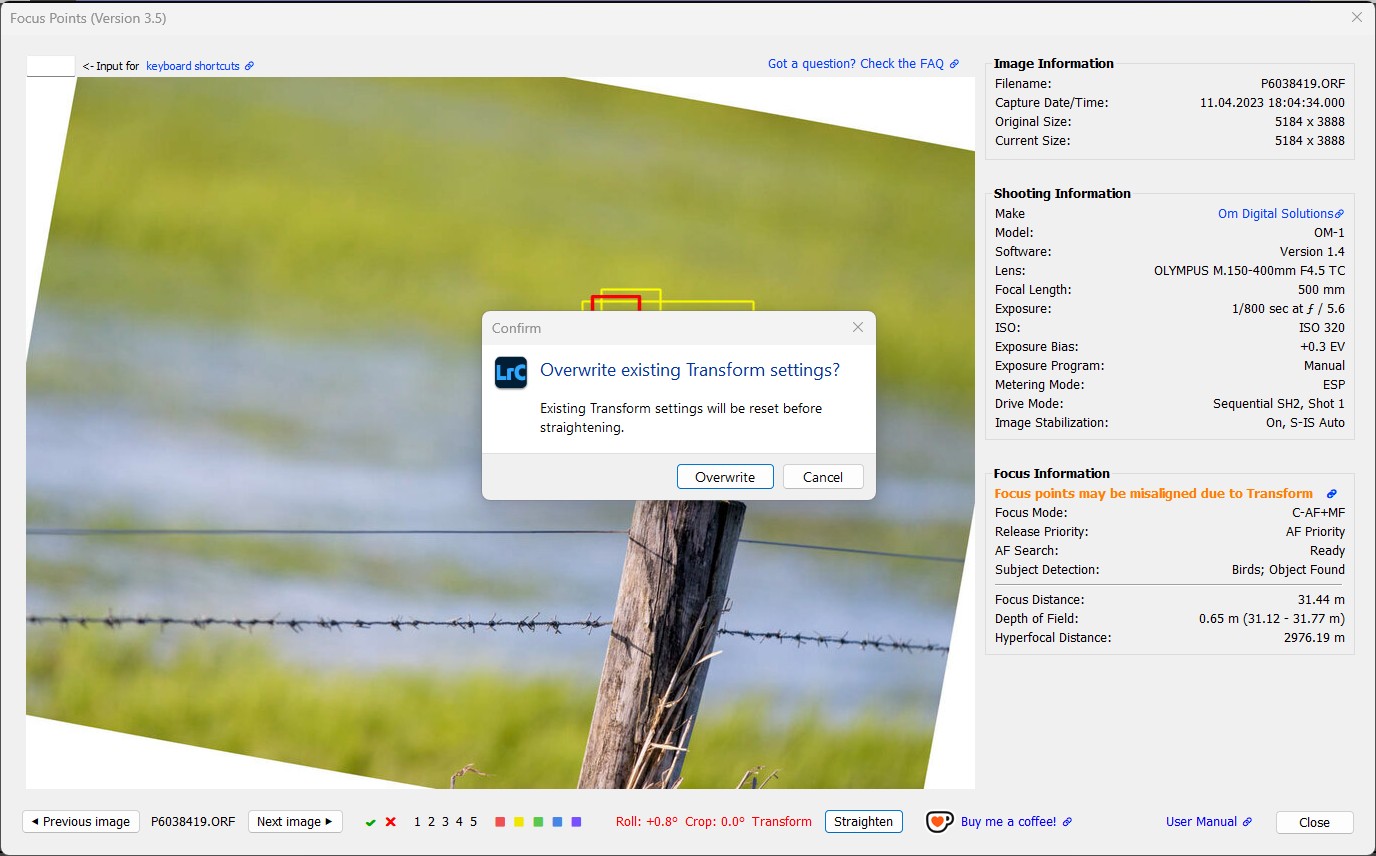 Focus Points (Version 3.5)
<- Input for keyboard shortcuts
Got a question? Check the FAQ
Confirm
LrC
Overwrite existing Transform settings?
Existing Transform settings will be reset before
straightening.
Overwrite Cancel
Image Information
Filename: P6038419.ORF
Capture Date/Time: 11.04.2023 18:04:34.000
Original Size: 5184 x 3888
Current Size: 5184 x 3888
Shooting Information
Make Om Digital Solutions
Model: OM-1
Software: Version 1.4
Lens: OLYMPUS M.150-400mm F4.5 TC
Focal Length: 500 mm
Exposure: 1/800 sec at ƒ / 5.6
ISO: ISO 320
Exposure Bias: +0.3 EV
Exposure Program: Manual
Metering Mode: ESP
Drive Mode: Sequential SH2, Shot 1
Image Stabilization: On, S-IS Auto
Focus Information
Focus points may be misaligned due to Transform
Focus Mode: C-AF+MF
Release Priority: AF Priority
AF Search: Ready
Subject Detection: Birds; Object Found
Focus Distance: 31.44 m
Depth of Field: 0.65 m (31.12 - 31.77 m)
Hyperfocal Distance: 2976.19 m
Previous image P6038419.ORF Next image 1 2 3 4 5 Roll: +0.8° Crop: 0.0° Transform Straighten Buy me a coffee! User Manual Close